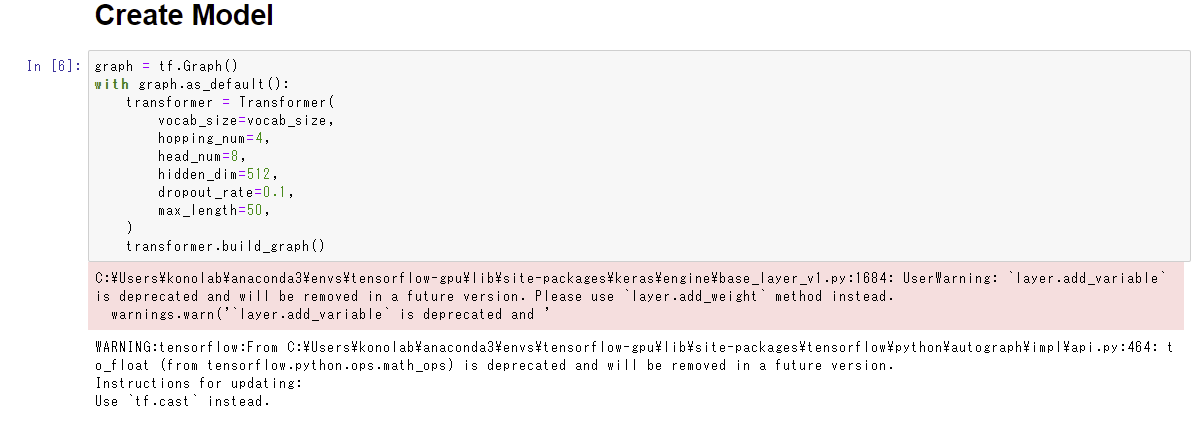 Create Model
In [6]: graph = tf.Graph()
with graph.as_default():
    transformer = Transformer(
        vocab_size=vocab_size,
        hopping_num=4,
        head_num=8,
        hidden_dim=512,
        dropout_rate=0.1,
        max_length=50,
    )
    transformer.build_graph()
C:¥Users¥konolab¥anaconda3¥envs¥tensorflow-gpu¥lib¥site-packages¥keras¥engine¥base_layer_v1.py:1684: UserWarning: `layer.add_variable`
is deprecated and will be removed in a future version. Please use `layer.add_weight` method instead.
  warnings.warn('`layer.add_variable` is deprecated and '
WARNING:tensorflow:From C:¥Users¥konolab¥anaconda3¥envs¥tensorflow-gpu¥lib¥site-packages¥tensorflow¥python¥autograph¥impl¥api.py:464: t
o_float (from tensorflow.python.ops.math_ops) is deprecated and will be removed in a future version.
Instructions for updating:
Use `tf.cast` instead.